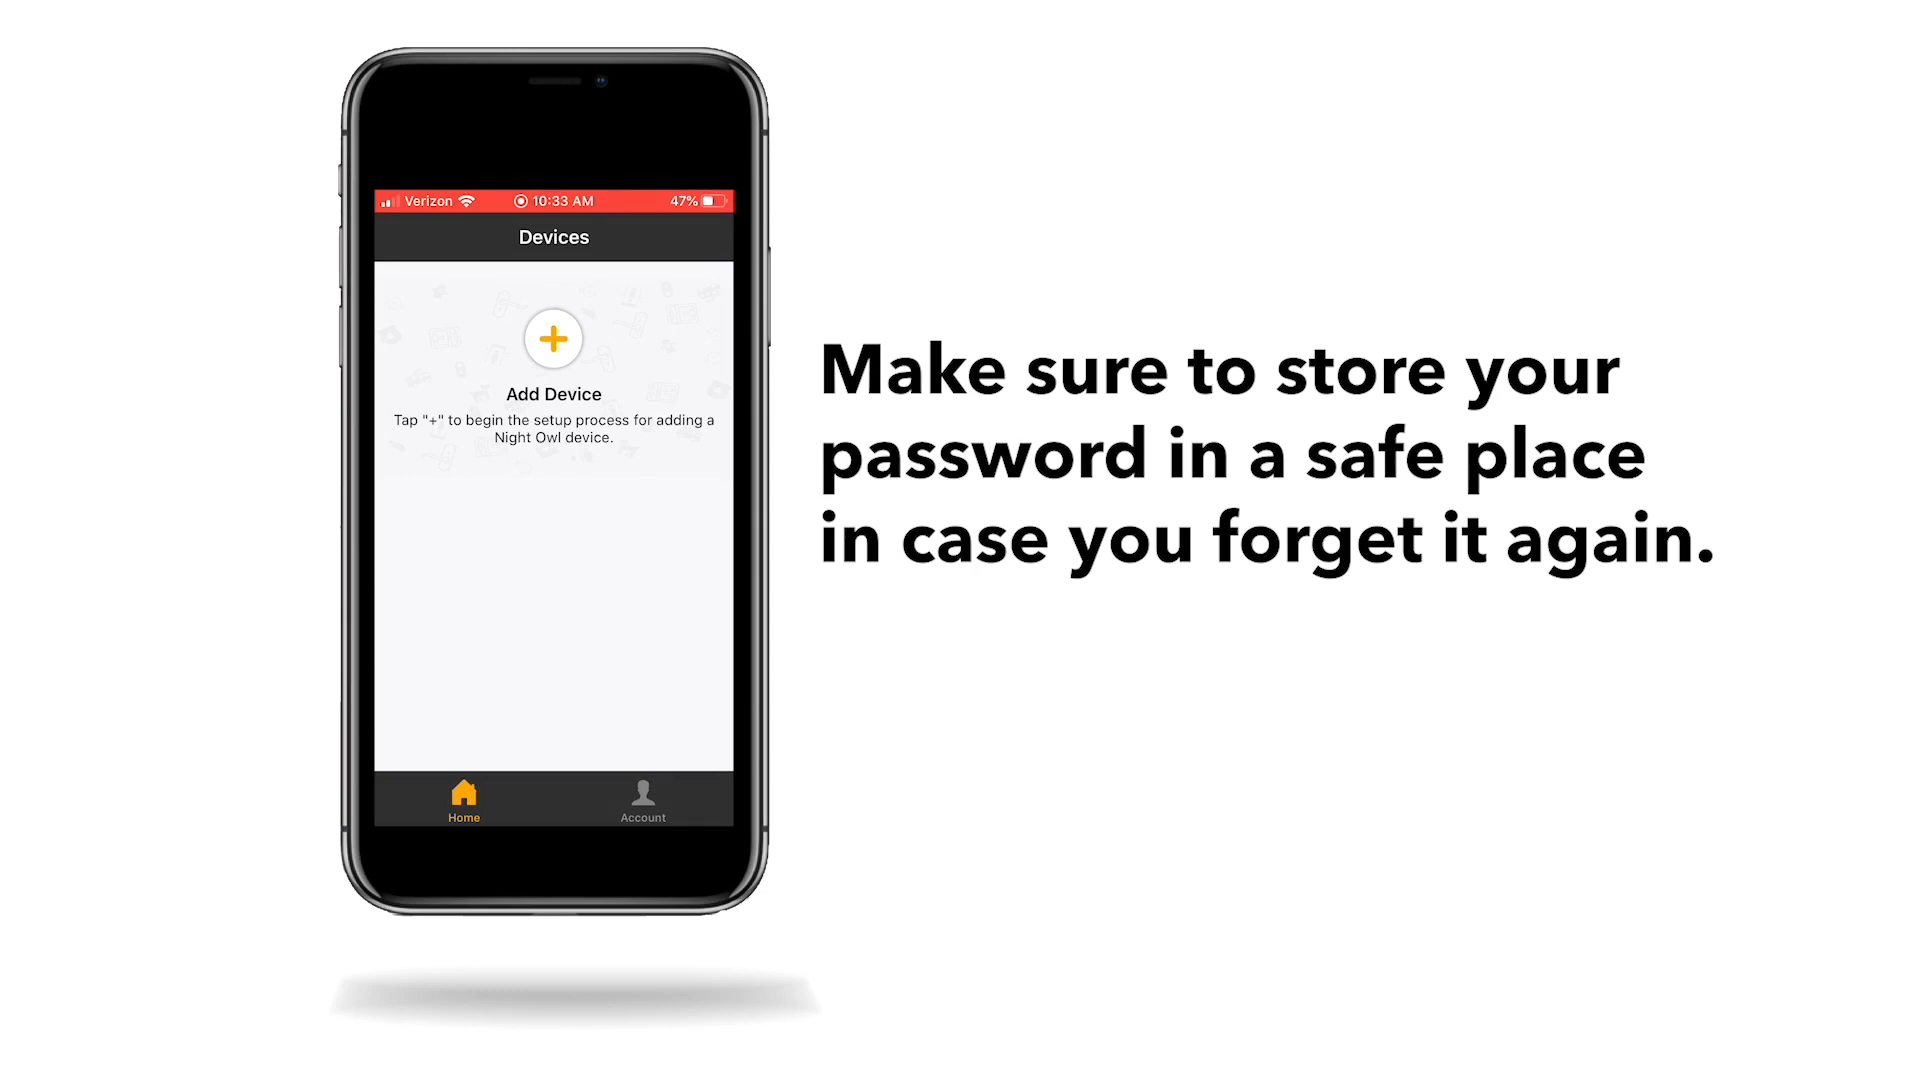 Verizon 10:33 AM 47%
Devices
Add Device
Tap "+" to begin the setup process for adding a
Night Owl device.
Home Account
Make sure to store your
password in a safe place
in case you forget it again.